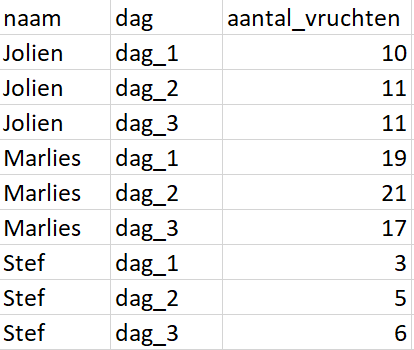 naam dag aantal_vruchten
Jolien dag_1 10
Jolien dag_2 11
Jolien dag_3 11
Marlies dag_1 19
Marlies dag_2 21
Marlies dag_3 17
Stef dag_1 3
Stef dag_2 5
Stef dag_3 6